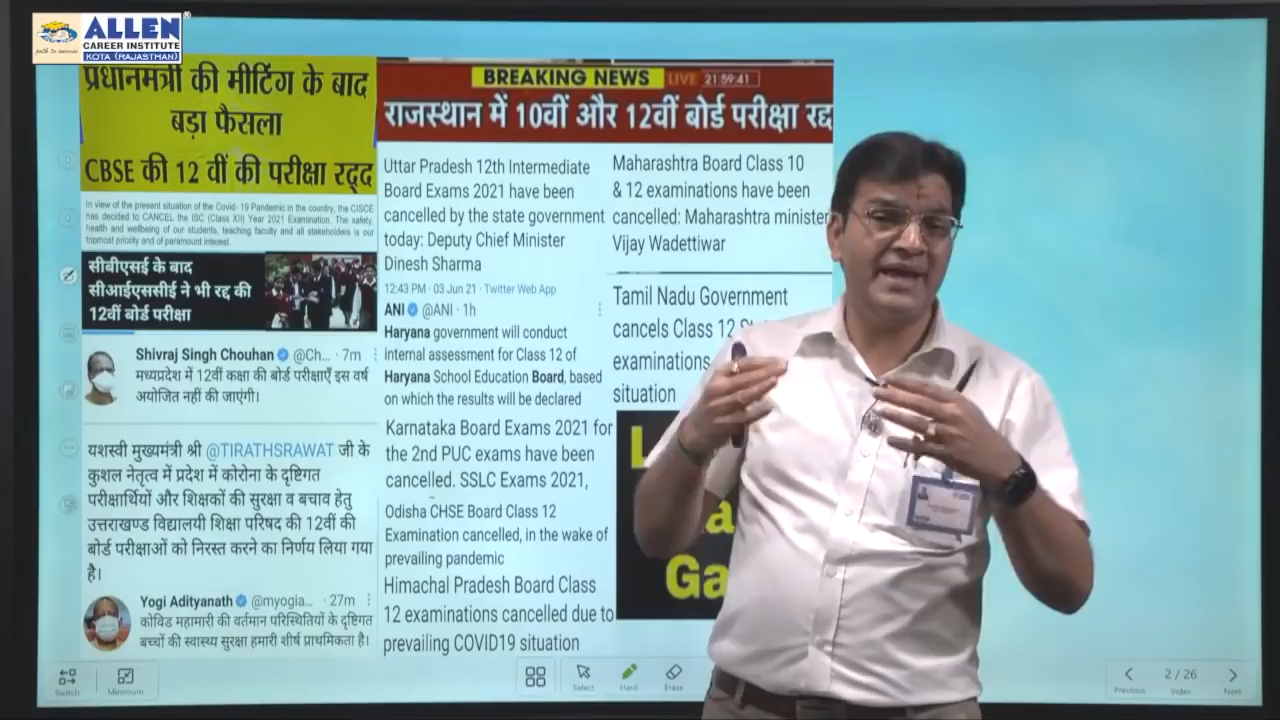 ALLEN
CAREER INSTITUTE
KOTA (RAJASTHAN)
path to success
प्रधानमंत्री की मीटिंग के बाद
बड़ा फैसला
CBSE की 12 वीं की परीक्षा रद्द
In view of the present situation of the Covid- 19 Pandemic in the country, the CISCE
has decided to CANCEL the ISC (Class XII) Year 2021 Examination. The safety,
health and wellbeing of our students, teaching faculty and all stakeholders is our
topmost priority and of paramount interest.
सीबीएसई के बाद
सीआईएससीई ने भी रद्द की
12वीं बोर्ड परीक्षा
Shivraj Singh Chouhan @Ch... · 7m
मध्यप्रदेश में 12वीं कक्षा की बोर्ड परीक्षाएँ इस वर्ष
अयोजित नहीं की जाएंगी।
यशस्वी मुख्यमंत्री श्री @TIRATHSRAWAT जी के
कुशल नेतृत्व में प्रदेश में कोरोना के दृष्टिगत
परीक्षार्थियों और शिक्षकों की सुरक्षा व बचाव हेतु
उत्तराखण्ड विद्यालयी शिक्षा परिषद की 12वीं की
बोर्ड परीक्षाओं को निरस्त करने का निर्णय लिया गया
है।
Yogi Adityanath @myogia... · 27m
कोविड महामारी की वर्तमान परिस्थितियों के दृष्टिगत
बच्चों की स्वास्थ्य सुरक्षा हमारी शीर्ष प्राथमिकता है।
BREAKING NEWS LIVE 21:59:41
राजस्थान में 10वीं और 12वीं बोर्ड परीक्षा रद्द
Uttar Pradesh 12th Intermediate
Board Exams 2021 have been
cancelled by the state government
today: Deputy Chief Minister
Dinesh Sharma
12:43 PM · 03 Jun 21 · Twitter Web App
ANI @ANI · 1h
Haryana government will conduct
internal assessment for Class 12 of
Haryana School Education Board, based
on which the results will be declared
Karnataka Board Exams 2021 for
the 2nd PUC exams have been
cancelled. SSLC Exams 2021,
Odisha CHSE Board Class 12
Examination cancelled, in the wake of
prevailing pandemic
Himachal Pradesh Board Class
12 examinations cancelled due to
prevailing COVID19 situation
Maharashtra Board Class 10
& 12 examinations have been
cancelled: Maharashtra minister
Vijay Wadettiwar
Tamil Nadu Government
cancels Class 12
examinations
situation
Ga
Switch
Minimum
Select
Hard
Erase
Previous
2 / 26
Index
Next